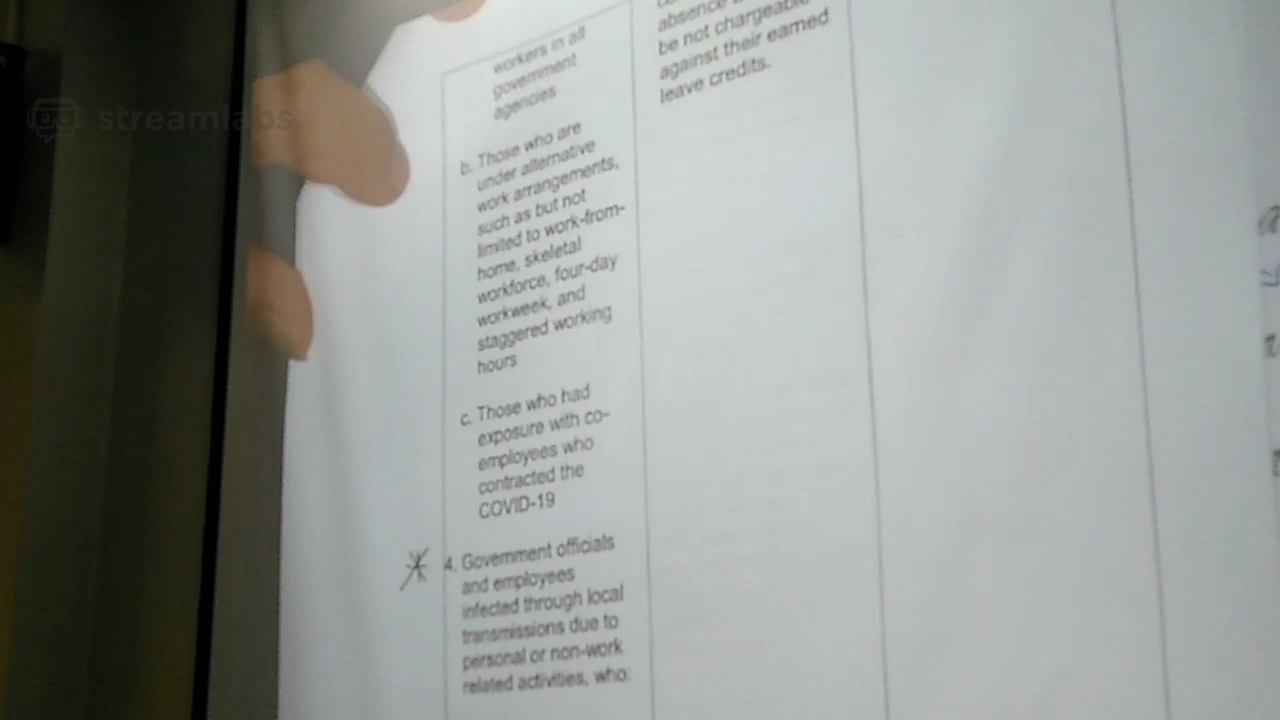 streamlabs
workers in all
government
agencies
b. Those who are
under alternative
work arrangements,
such as but not
limited to work-from-
home, skeletal
workforce, four-day
workweek, and
staggered working
hours
c. Those who had
exposure with co-
employees who
contracted the
COVID-19
4. Government officials
and employees
infected through local
transmissions due to
personal or non-work
related activities, who:
absence
be not chargeable
against their earned
leave credits.